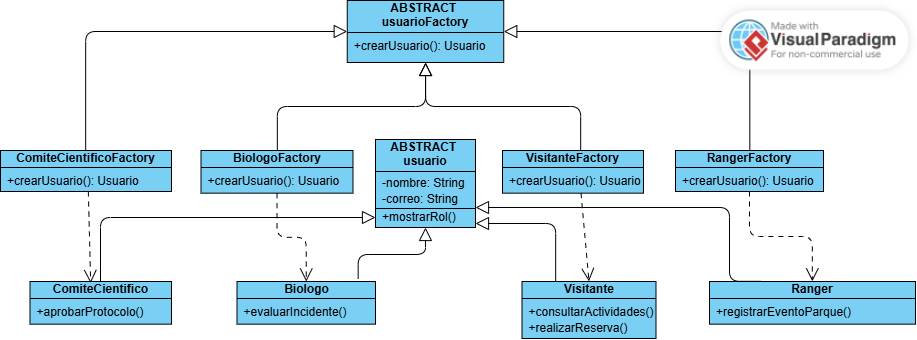 ABSTRACT
usuarioFactory
+crearUsuario(): Usuario
Made with
VisualParadigm
For non-commercial use
ComiteCientificoFactory
+crearUsuario(): Usuario
BiologoFactory
+crearUsuario(): Usuario
ABSTRACT
usuario
-nombre: String
-correo: String
+mostrarRol()
VisitanteFactory
+crearUsuario(): Usuario
RangerFactory
+crearUsuario(): Usuario
ComiteCientifico
+aprobarProtocolo()
Biologo
+evaluarIncidente()
Visitante
+consultarActividades()
+realizarReserva()
Ranger
+registrarEventoParque()